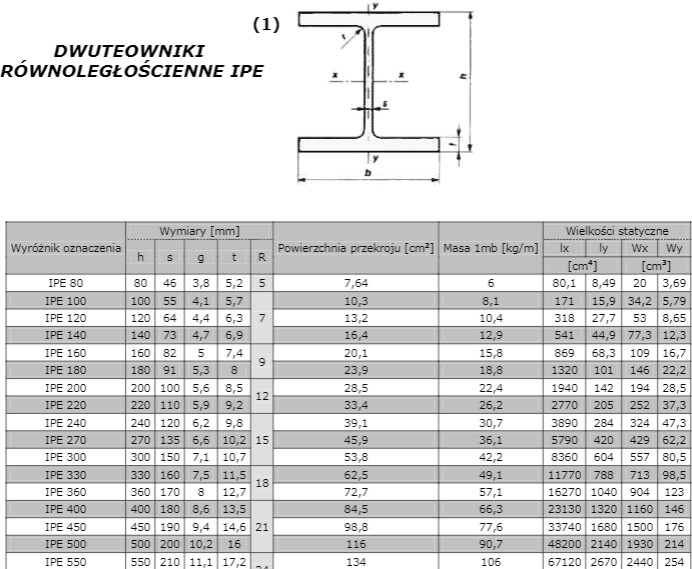 (1)
DWUTEOWNIKI
RÓWNOLEGŁOŚCIENNE IPE
y
r
x x
h
s
t
y
b
Wyróżnik oznaczenia Wymiary [mm] Powierzchnia przekroju [cm²] Masa 1mb [kg/m] Wielkości statyczne
h s g t R Ix Iy Wx Wy
[cm⁴] [cm³]
IPE 80 80 46 3,8 5,2 5 7,64 6 80,1 8,49 20 3,69
IPE 100 100 55 4,1 5,7 10,3 8,1 171 15,9 34,2 5,79
IPE 120 120 64 4,4 6,3 7 13,2 10,4 318 27,7 53 8,65
IPE 140 140 73 4,7 6,9 16,4 12,9 541 44,9 77,3 12,3
IPE 160 160 82 5 7,4 9 20,1 15,8 869 68,3 109 16,7
IPE 180 180 91 5,3 8 23,9 18,8 1320 101 146 22,2
IPE 200 200 100 5,6 8,5 12 28,5 22,4 1940 142 194 28,5
IPE 220 220 110 5,9 9,2 33,4 26,2 2770 205 252 37,3
IPE 240 240 120 6,2 9,8 39,1 30,7 3890 284 324 47,3
IPE 270 270 135 6,6 10,2 15 45,9 36,1 5790 420 429 62,2
IPE 300 300 150 7,1 10,7 53,8 42,2 8360 604 557 80,5
IPE 330 330 160 7,5 11,5 18 62,5 49,1 11770 788 713 98,5
IPE 360 360 170 8 12,7 72,7 57,1 16270 1040 904 123
IPE 400 400 180 8,6 13,5 84,5 66,3 23130 1320 1160 146
IPE 450 450 190 9,4 14,6 21 98,8 77,6 33740 1680 1500 176
IPE 500 500 200 10,2 16 116 90,7 48200 2140 1930 214
IPE 550 550 210 11,1 17,2 134 106 67120 2670 2440 254